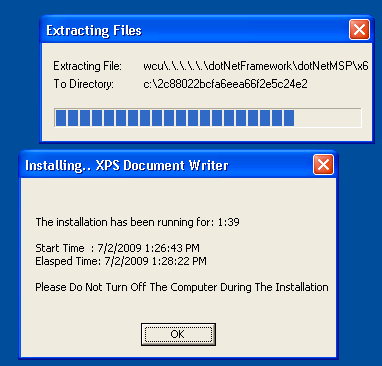 Extracting Files
Extracting File: wcu\.\.\.\.\.\dotNetFramework\dotNetMSP\x6
To Directory: c:\2c88022bcfa6eea66f2e5c24e2
Installing.. XPS Document Writer
The installation has been running for: 1:39
Start Time : 7/2/2009 1:26:43 PM
Elasped Time: 7/2/2009 1:28:22 PM
Please Do Not Turn Off The Computer During The Installation
OK